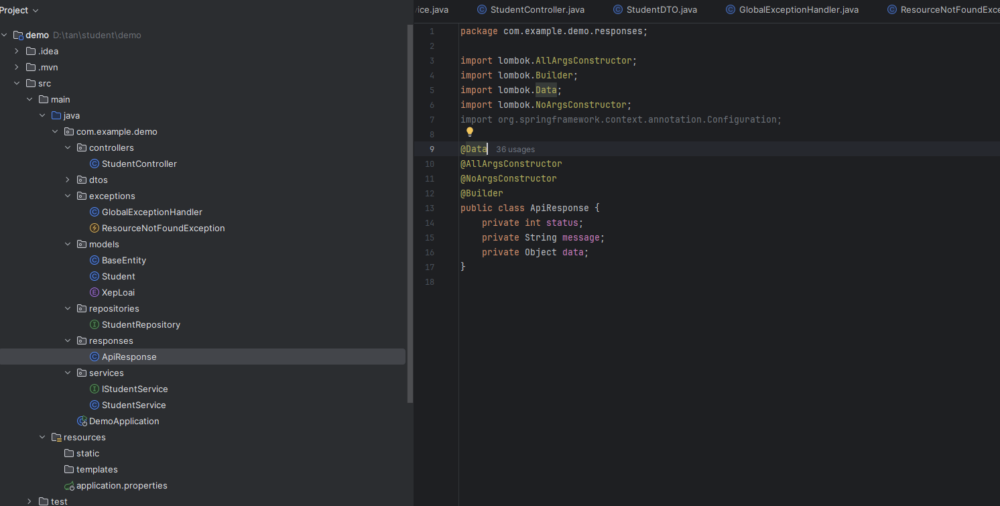 Project
demo D:\tan\student\demo
.idea
.mvn
src
main
java
com.example.demo
controllers
StudentController
dtos
exceptions
GlobalExceptionHandler
ResourceNotFoundException
models
BaseEntity
Student
XepLoai
repositories
StudentRepository
responses
ApiResponse
services
IStudentService
StudentService
DemoApplication
resources
static
templates
application.properties
test
vice.java StudentController.java StudentDTO.java GlobalExceptionHandler.java ResourceNotFoundExce
1 package com.example.demo.responses;
2
3 import lombok.AllArgsConstructor;
4 import lombok.Builder;
5 import lombok.Data;
6 import lombok.NoArgsConstructor;
7 import org.springframework.context.annotation.Configuration;
8
9 @Data 36 usages
10 @AllArgsConstructor
11 @NoArgsConstructor
12 @Builder
13 public class ApiResponse {
14 private int status;
15 private String message;
16 private Object data;
17 }
18